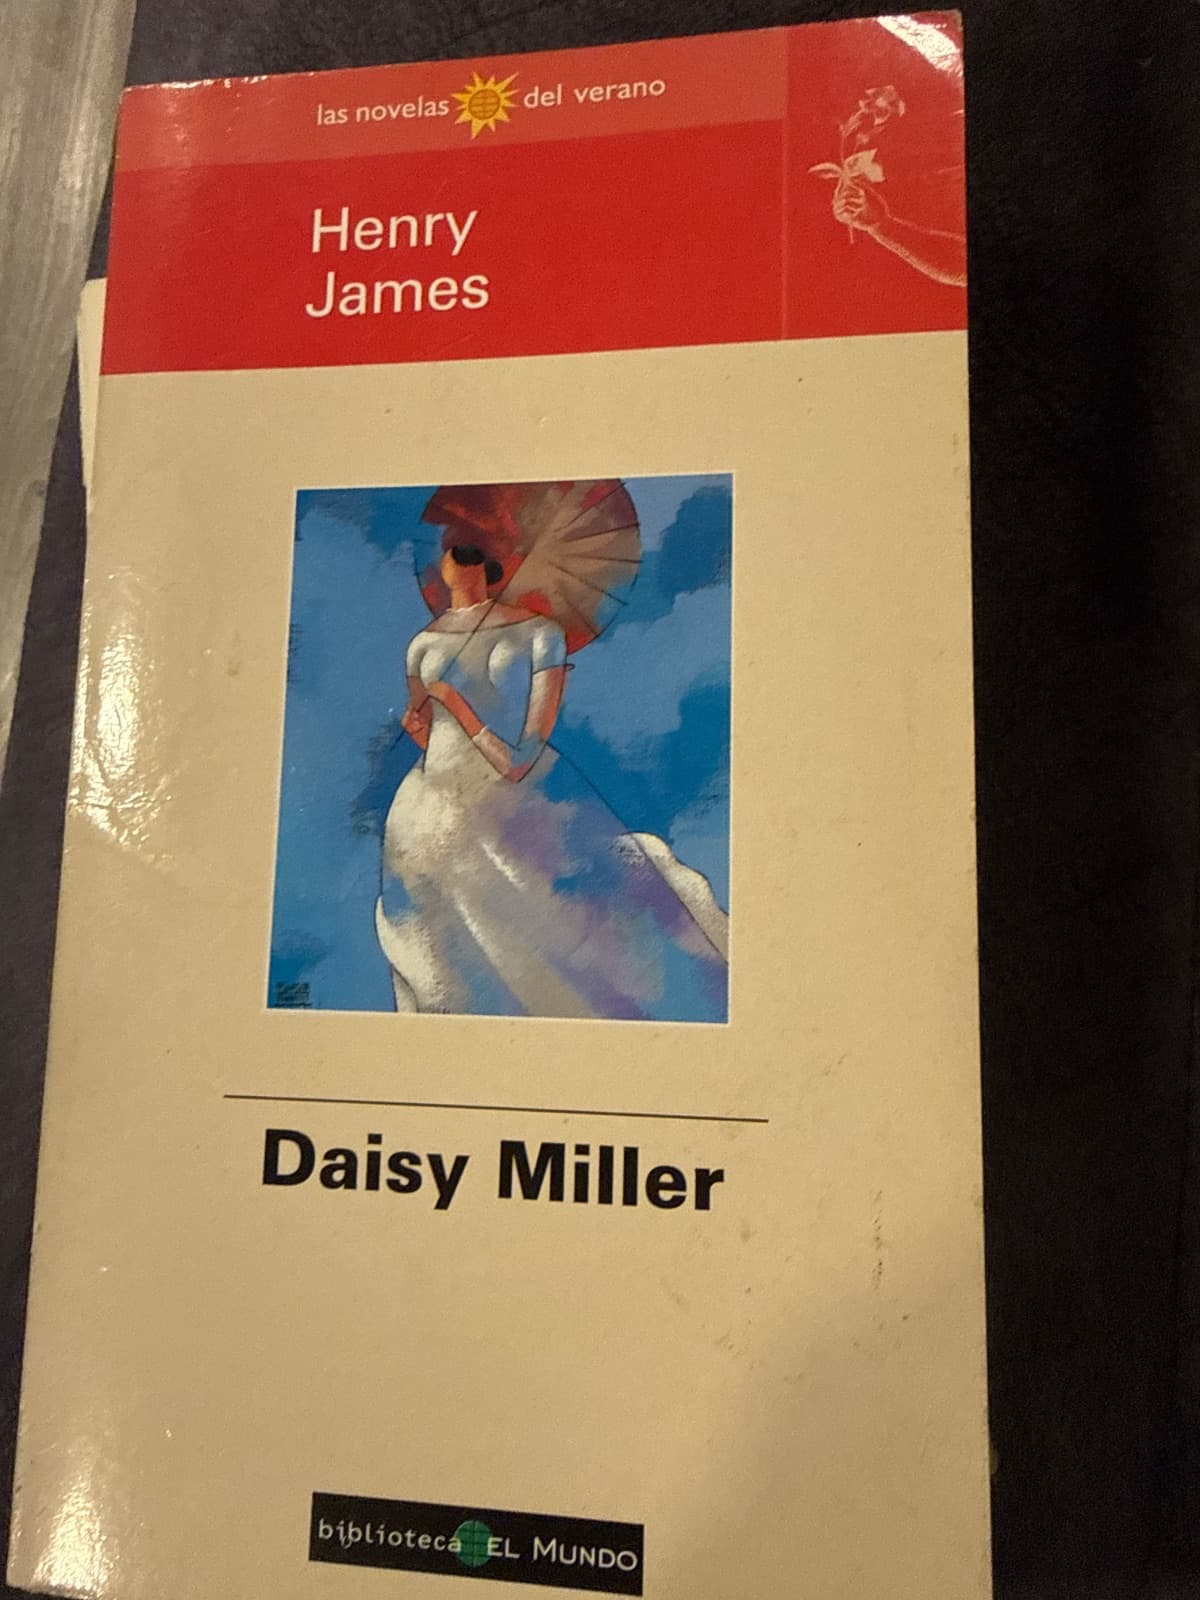 las novelas del verano
Henry
James
Daisy Miller
biblioteca EL MUNDO